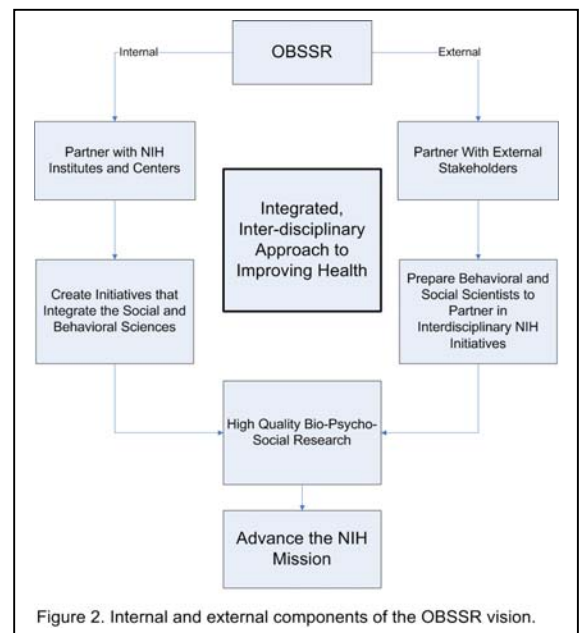 OBSSR
Internal
External
Partner with NIH
Institutes and Centers
Partner With External
Stakeholders
Integrated,
Inter-disciplinary
Approach to
Improving Health
Create Initiatives that
Integrate the Social and
Behavioral Sciences
Prepare Behavioral and
Social Scientists to
Partner in
Interdisciplinary NIH
Initiatives
High Quality Bio-Psycho-
Social Research
Advance the NIH
Mission
Figure 2. Internal and external components of the OBSSR vision.